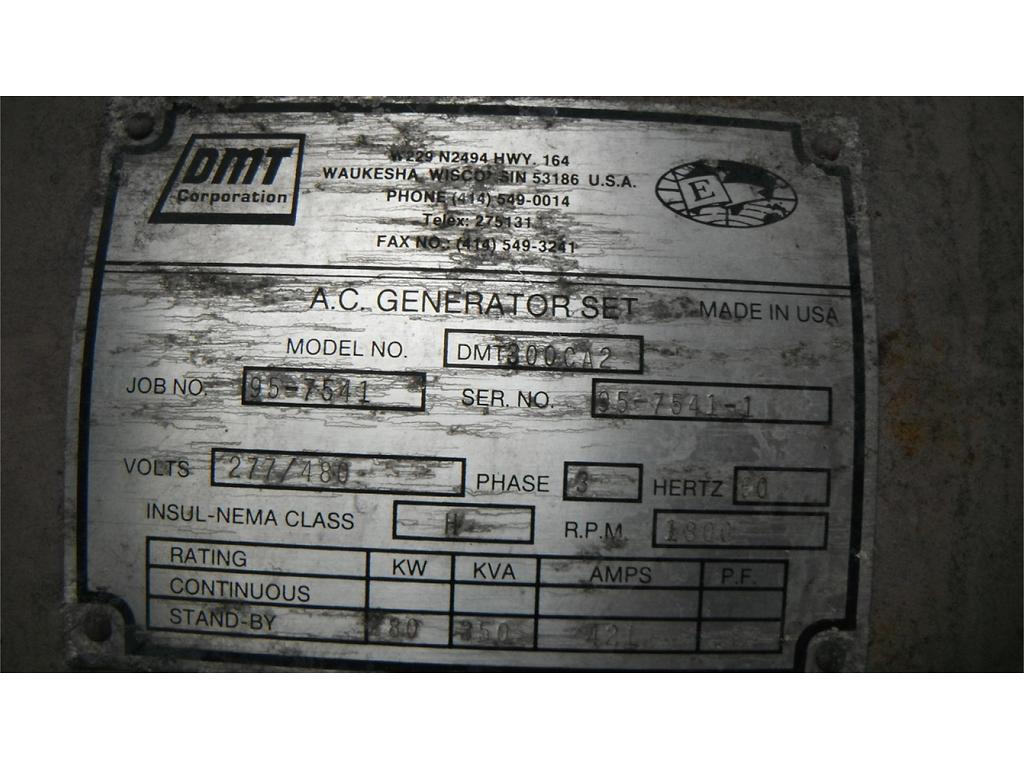 DMT
Corporation
W229 N2494 HWY. 164
WAUKESHA, WISCONSIN 53186 U.S.A.
PHONE (414) 549-0014
Telex: 275131
FAX NO.: (414) 549-3241
E
A.C. GENERATOR SET MADE IN USA
MODEL NO. DMT300CA2
JOB NO. 95-7541 SER. NO. 95-7541-1
VOLTS 277/480 PHASE 3 HERTZ
INSUL-NEMA CLASS H R.P.M. 1800
RATING KW KVA AMPS P.F.
CONTINUOUS
STAND-BY 280 350